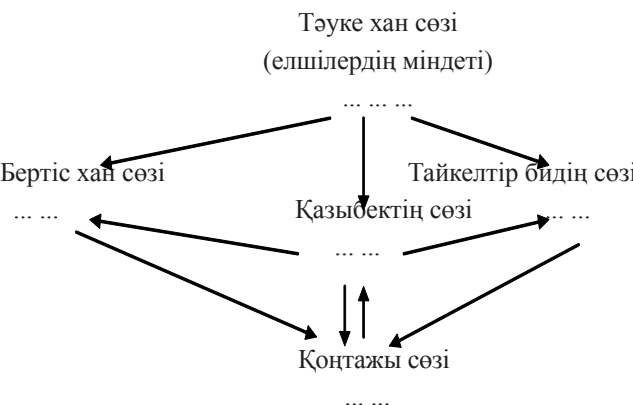 Тәуке хан сөзі
(елшілердің міндеті)
... ... ...
Бертіс хан сөзі
Тайкелтір бидің сөзі
... ...
Қазыбектің сөзі
... ...
... ...
Қоңтажы сөзі
... ...